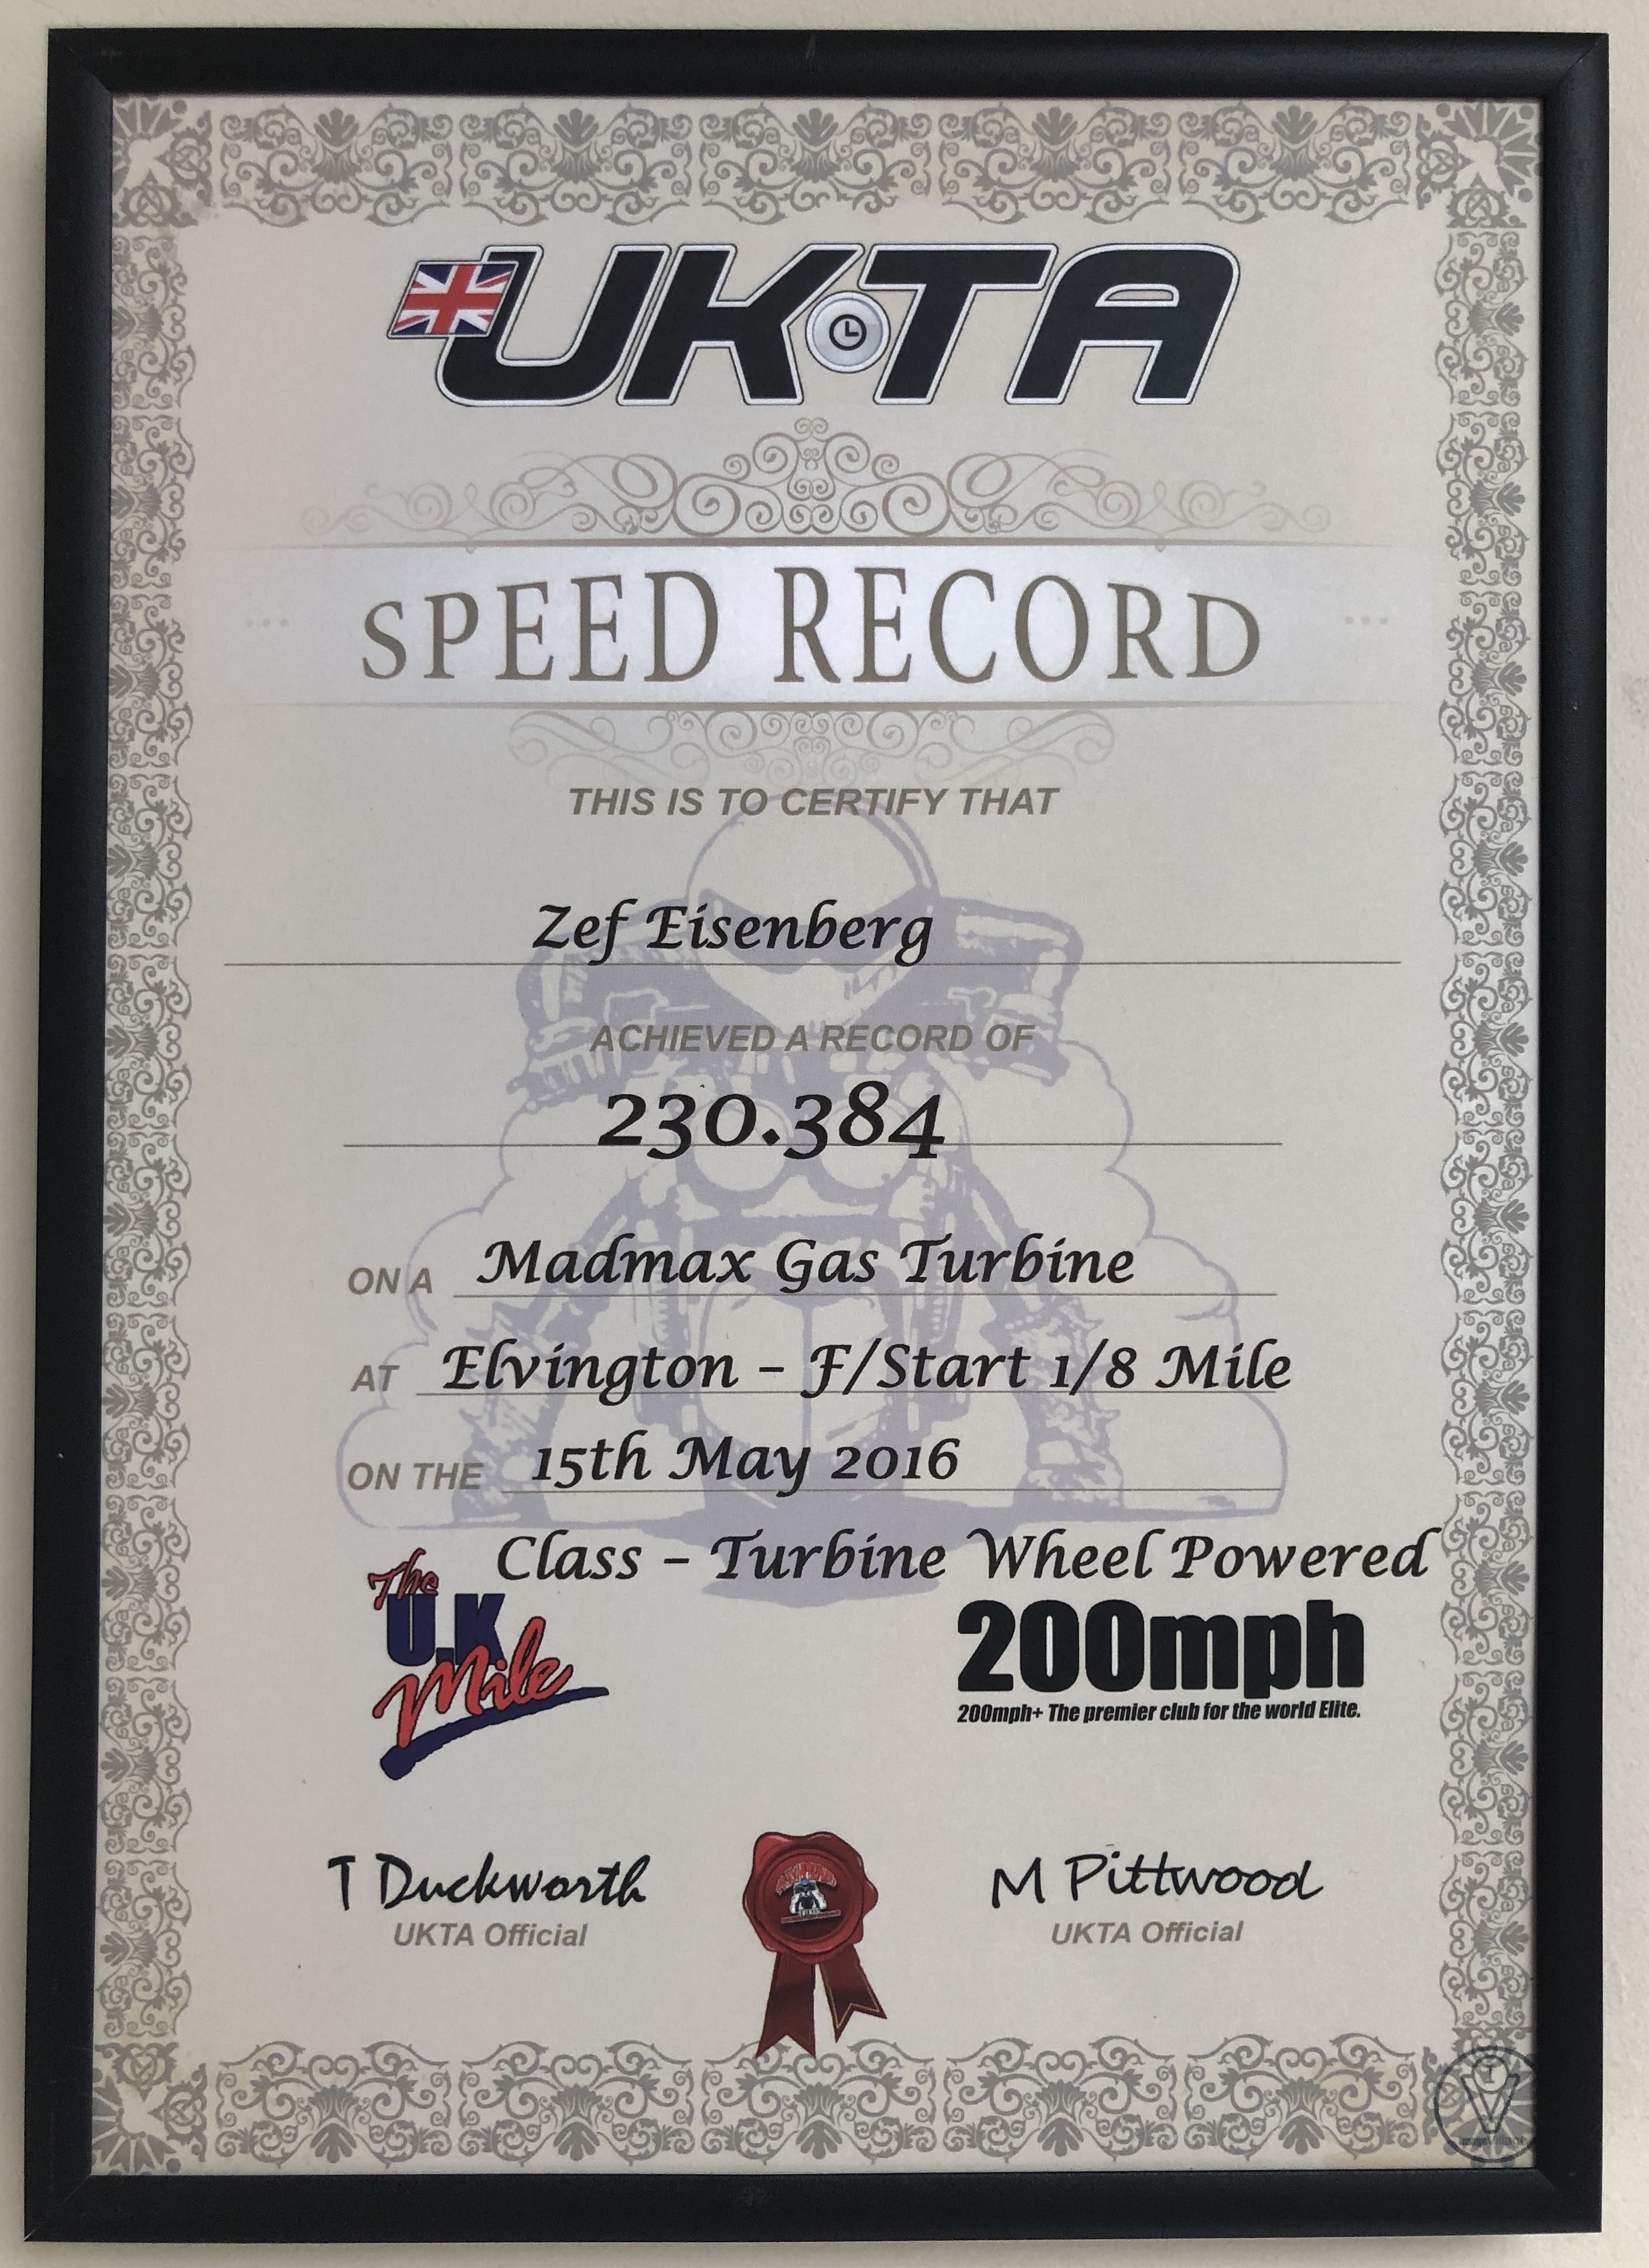 UKTA
SPEED RECORD
THIS IS TO CERTIFY THAT
Zef Eisenberg
ACHIEVED A RECORD OF
230.384
ON A Madmax Gas Turbine
AT Elvington – F/Start 1/8 Mile
ON THE 15th May 2016
Class – Turbine Wheel Powered
The
U.K
Mile
200mph
200mph+ The premier club for the world Elite.
T Duckworth
UKTA Official
M Pittwood
UKTA Official